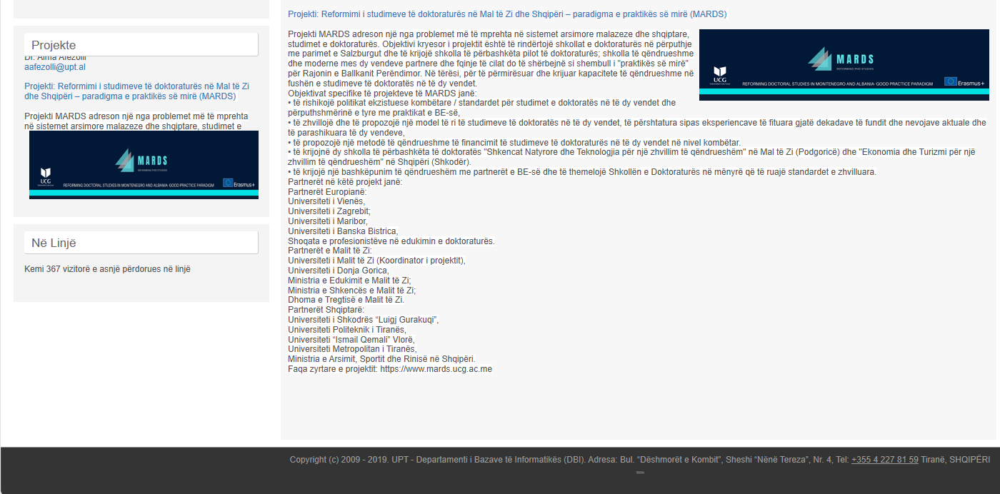 Projekte
Dr. Alma Afezolli
aafezolli@upt.al
Projekti: Reformimi i studimeve të doktoraturës në Mal të Zi
dhe Shqipëri – paradigma e praktikës së mirë (MARDS)
Projekti MARDS adreson një nga problemet më të mprehta
në sistemet arsimore malazeze dhe shqiptare, studimet e
MARDS
REFORMING PHD STUDIES
UCG
REFORMING DOCTORAL STUDIES IN MONTENEGRO AND ALBANIA- GOOD PRACTICE PARADIGM
Erasmus+
Në Linjë
Kemi 367 vizitorë e asnjë përdorues në linjë
Projekti: Reformimi i studimeve të doktoraturës në Mal të Zi dhe Shqipëri – paradigma e praktikës së mirë (MARDS)
Projekti MARDS adreson një nga problemet më të mprehta në sistemet arsimore malazeze dhe shqiptare,
studimet e doktoraturës. Objektivi kryesor i projektit është të rindërtojë shkollat e doktoraturës në përputhje
me parimet e Salzburgut dhe të krijojë shkolla të përbashkëta pilot të doktoraturës; shkolla të qëndrueshme
dhe moderne mes dy vendeve partnere dhe fqinje të cilat do të shërbejnë si shembull i "praktikës së mirë"
për Rajonin e Ballkanit Perëndimor. Në tërësi, për të përmirësuar dhe krijuar kapacitete të qëndrueshme në
fushën e studimeve të doktoratës në të dy vendet.
Objektivat specifike të projekteve të MARDS janë:
• të rishikojë politikat ekzistuese kombëtare / standardet për studimet e doktoratës në të dy vendet dhe
përputhshmërinë e tyre me praktikat e BE-së,
• të zhvillojë dhe të propozojë një model të ri të studimeve të doktoratës në të dy vendet, të përshtatura sipas eksperiencave të fituara gjatë dekadave të fundit dhe nevojave aktuale dhe
të parashikuara të dy vendeve,
• të propozojë një metodë të qëndrueshme të financimit të studimeve të doktoraturës në të dy vendet në nivel kombëtar.
• të krijojnë dy shkolla të përbashkëta të doktoratës "Shkencat Natyrore dhe Teknologjia për një zhvillim të qëndrueshëm" në Mal të Zi (Podgoricë) dhe "Ekonomia dhe Turizmi për një
zhvillim të qëndrueshëm" në Shqipëri (Shkodër).
• të krijojë një bashkëpunim të qëndrueshëm me partnerët e BE-së dhe të themelojë Shkollën e Doktoraturës në mënyrë që të ruajë standardet e zhvilluara.
Partnerët në këtë projekt janë:
Partnerët Europianë:
Universiteti i Vienës,
Universiteti i Zagrebit;
Universiteti i Maribor,
Universiteti i Banska Bistrica,
Shoqata e profesionistëve në edukimin e doktoraturës.
Partnerët e Malit të Zi:
Universiteti i Malit të Zi (Koordinator i projektit),
Universiteti i Donja Gorica,
Ministria e Edukimit e Malit të Zi;
Ministria e Shkencës e Malit të Zi;
Dhoma e Tregtisë e Malit të Zi.
Partnerët Shqiptarë:
Universiteti i Shkodrës “Luigj Gurakuqi”,
Universiteti Politeknik i Tiranës,
Universiteti “Ismail Qemali” Vlorë,
Universiteti Metropolitan i Tiranës,
Ministria e Arsimit, Sportit dhe Rinisë në Shqipëri.
Faqa zyrtare e projektit: https://www.mards.ucg.ac.me
MARDS
REFORMING PHD STUDIES
UCG
REFORMING DOCTORAL STUDIES IN MONTENEGRO AND ALBANIA- GOOD PRACTICE PARADIGM
Erasmus+
Copyright (c) 2009 - 2019. UPT - Departamenti i Bazave të Informatikës (DBI). Adresa: Bul. “Dëshmorët e Kombit”, Sheshi “Nënë Tereza”, Nr. 4, Tel: +355 4 227 81 59 Tiranë, SHQIPËRI